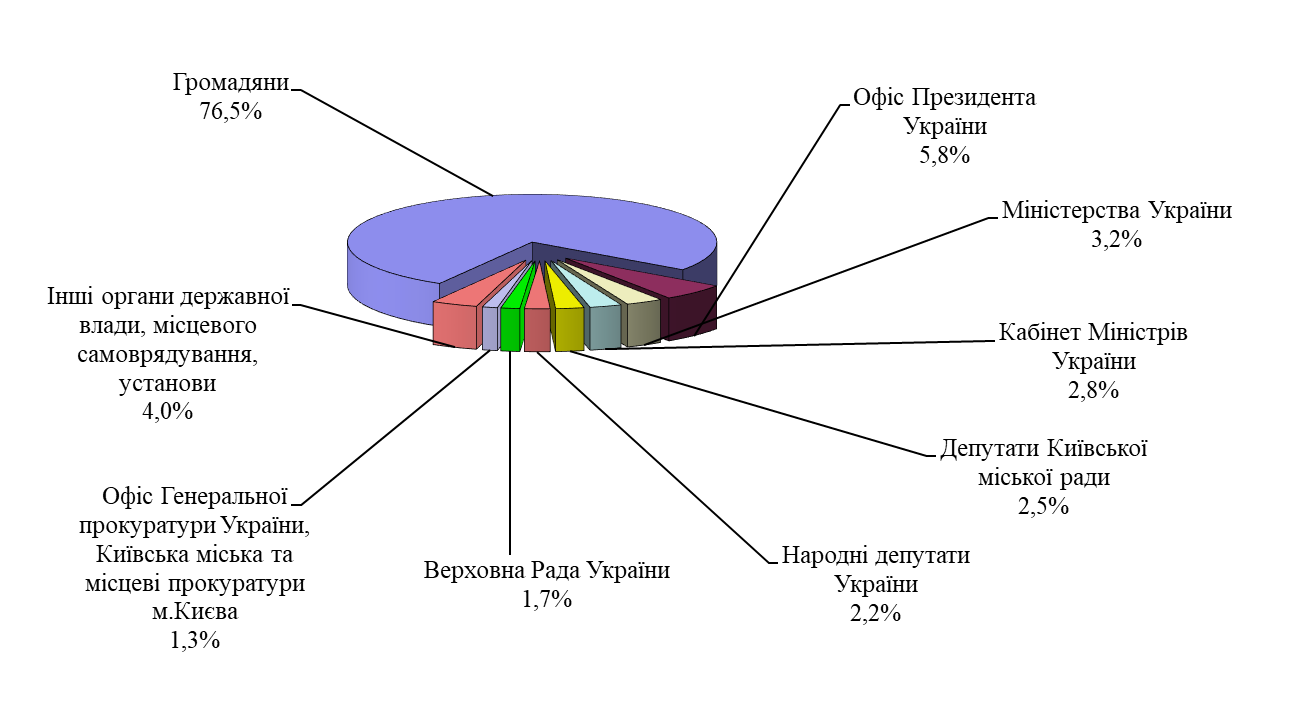 Громадяни
76,5%
Офіс Президента
України
5,8%
Міністерства України
3,2%
Кабінет Міністрів
України
2,8%
Депутати Київської
міської ради
2,5%
Народні депутати
України
2,2%
Верховна Рада України
1,7%
Офіс Генеральної
прокуратури України,
Київська міська та
місцеві прокуратури
м.Києва
1,3%
Інші органи державної
влади, місцевого
самоврядування,
установи
4,0%